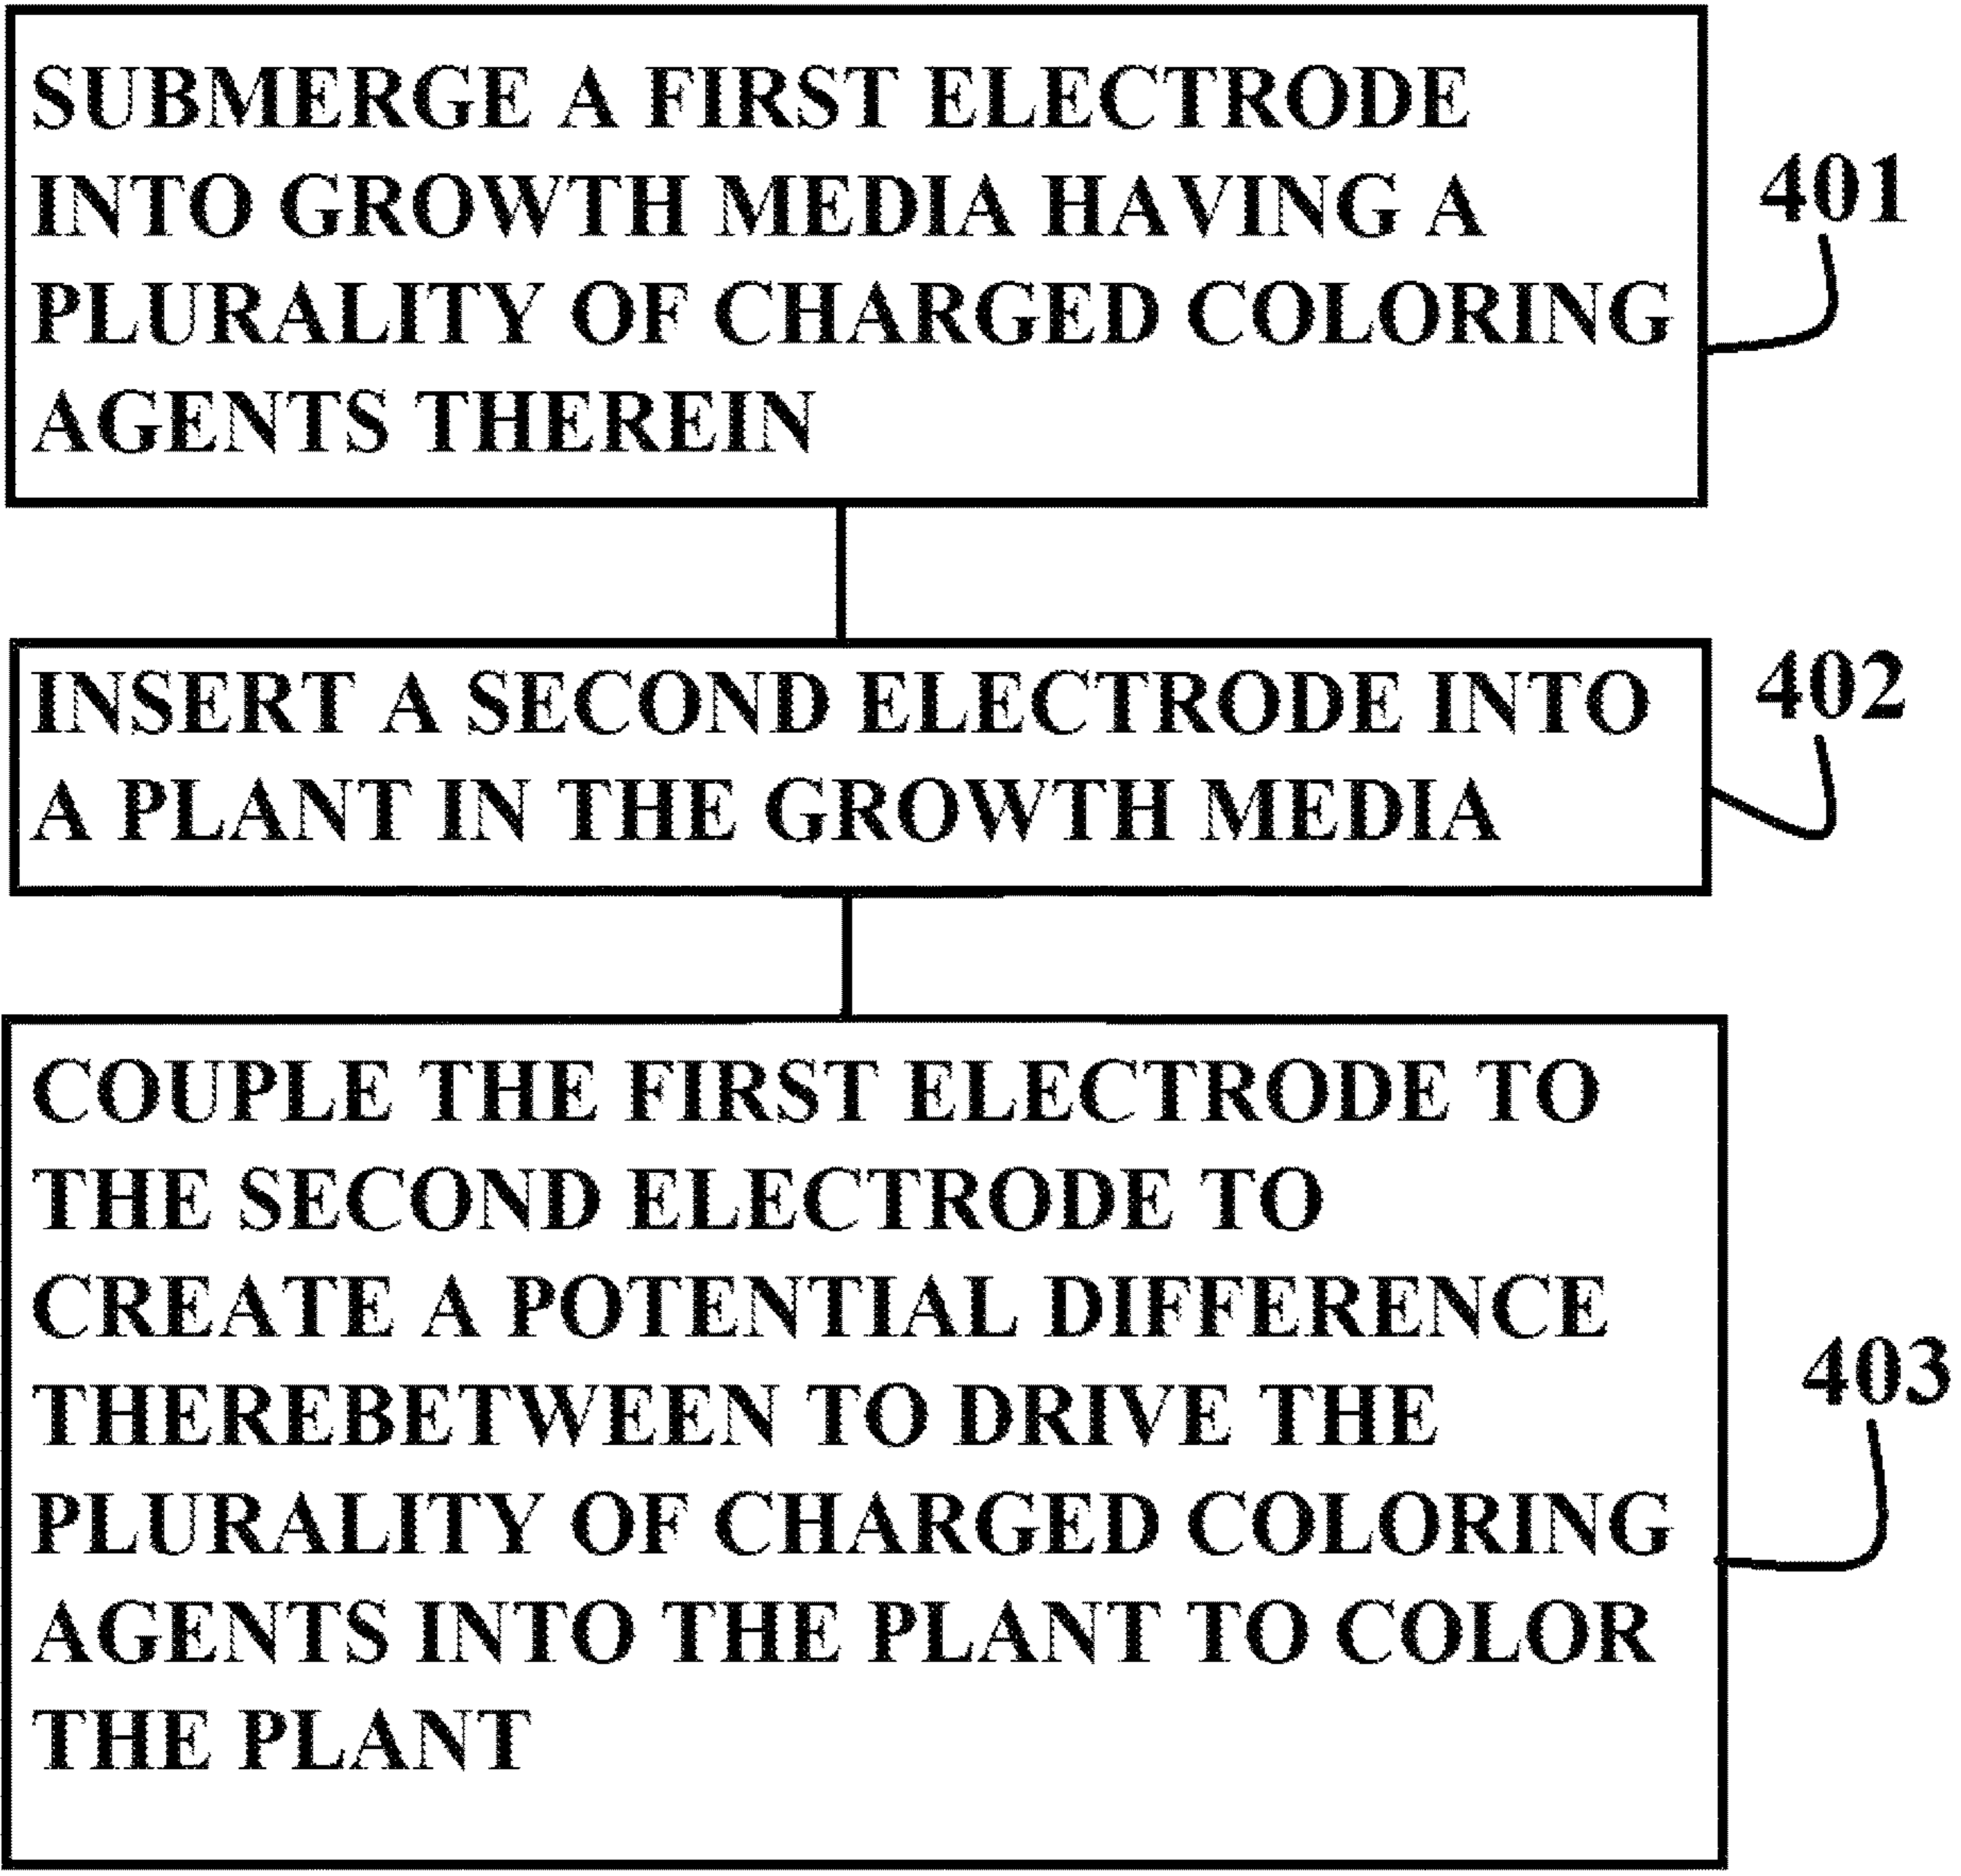 SUBMERGE A FIRST ELECTRODE
INTO GROWTH MEDIA HAVING A
PLURALITY OF CHARGED COLORING
AGENTS THEREIN
401
INSERT A SECOND ELECTRODE INTO
A PLANT IN THE GROWTH MEDIA
402
COUPLE THE FIRST ELECTRODE TO
THE SECOND ELECTRODE TO
CREATE A POTENTIAL DIFFERENCE
THEREBETWEEN TO DRIVE THE
PLURALITY OF CHARGED COLORING
AGENTS INTO THE PLANT TO COLOR
THE PLANT
403